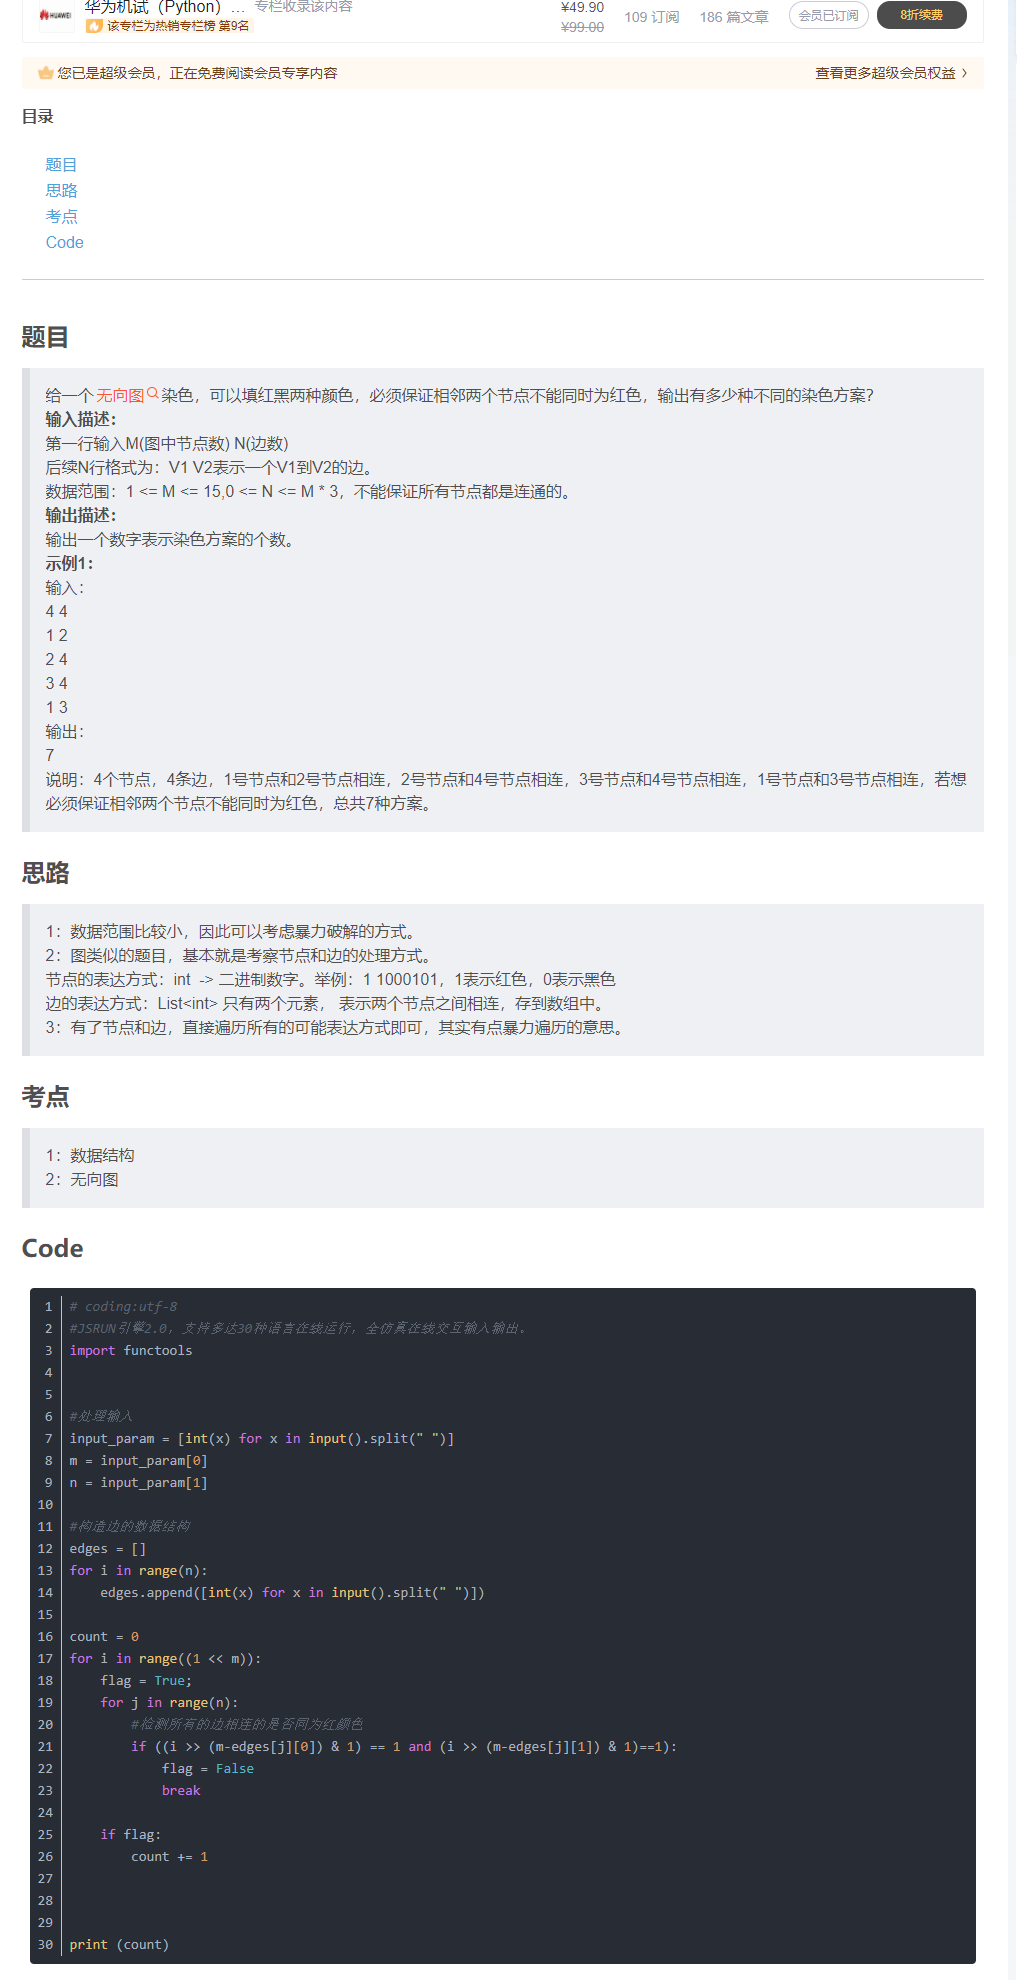 HUAWEI 华为机试（Python）... 专栏收录该内容 ¥49.90 109 订阅 186 篇文章 会员已订阅 8折续费
该专栏为热销专栏榜 第9名 ¥99.00
您已是超级会员，正在免费阅读会员专享内容 查看更多超级会员权益 >
目录
题目
思路
考点
Code
题目
给一个 无向图 染色，可以填红黑两种颜色，必须保证相邻两个节点不能同时为红色，输出有多少种不同的染色方案？
输入描述：
第一行输入M(图中节点数) N(边数)
后续N行格式为：V1 V2表示一个V1到V2的边。
数据范围：1 <= M <= 15,0 <= N <= M * 3，不能保证所有节点都是连通的。
输出描述：
输出一个数字表示染色方案的个数。
示例1：
输入：
4 4
1 2
2 4
3 4
1 3
输出：
7
说明：4个节点，4条边，1号节点和2号节点相连，2号节点和4号节点相连，3号节点和4号节点相连，1号节点和3号节点相连，若想
必须保证相邻两个节点不能同时为红色，总共7种方案。
思路
1：数据范围比较小，因此可以考虑暴力破解的方式。
2：图类似的题目，基本就是考察节点和边的处理方式。
节点的表达方式：int -> 二进制数字。举例：1 1000101，1表示红色，0表示黑色
边的表达方式：List<int> 只有两个元素， 表示两个节点之间相连，存到数组中。
3：有了节点和边，直接遍历所有的可能表达方式即可，其实有点暴力遍历的意思。
考点
1：数据结构
2：无向图
Code
1 # coding:utf-8
2 #JSRUN引擎2.0，支持多达30种语言在线运行，全仿真在线交互输入输出。
3 import functools
4
5
6 #处理输入
7 input_param = [int(x) for x in input().split(" ")]
8 m = input_param[0]
9 n = input_param[1]
10
11 #构造边的数据结构
12 edges = []
13 for i in range(n):
14     edges.append([int(x) for x in input().split(" ")])
15
16 count = 0
17 for i in range((1 << m)):
18     flag = True;
19     for j in range(n):
20         #检测所有的边相连的是否同为红颜色
21         if ((i >> (m-edges[j][0]) & 1) == 1 and (i >> (m-edges[j][1]) & 1)==1):
22             flag = False
23             break
24
25     if flag:
26         count += 1
27
28
29
30 print (count)